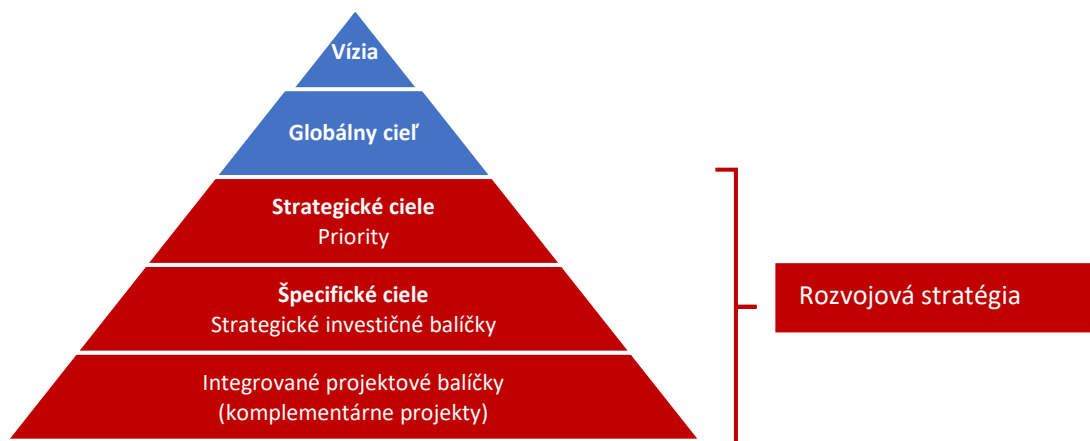 Vízia
Globálny cieľ
Strategické ciele
Priority
Špecifické ciele
Strategické investičné balíčky
Integrované projektové balíčky
(komplementárne projekty)
Rozvojová stratégia